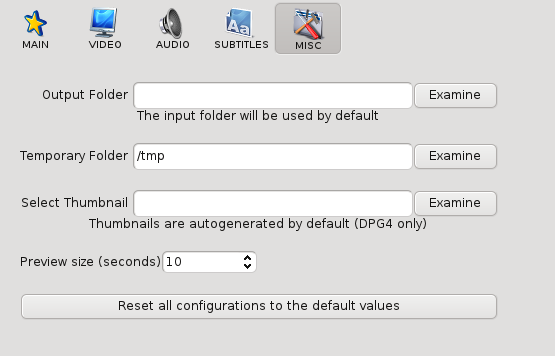 MAIN VIDEO AUDIO SUBTITLES MISC
Output Folder Examine
The input folder will be used by default
Temporary Folder /tmp Examine
Select Thumbnail Examine
Thumbnails are autogenerated by default (DPG4 only)
Preview size (seconds) 10
Reset all configurations to the default values